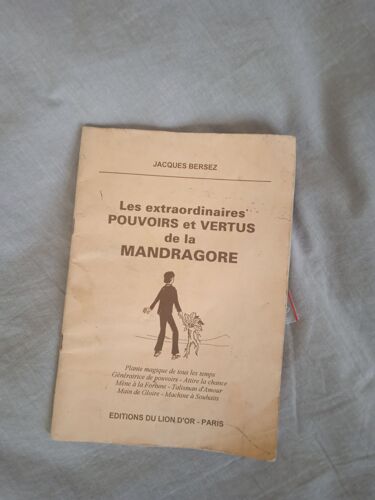 JACQUES BERSEZ
Les extraordinaires
POUVOIRS et VERTUS
de la
MANDRAGORE
Plante magique de tous les temps
Génératrice de pouvoirs - Attire la chance
Mène à la Fortune - Talisman d'Amour
Main de Gloire - Machine à Souhaits
EDITIONS DU LION D'OR - PARIS